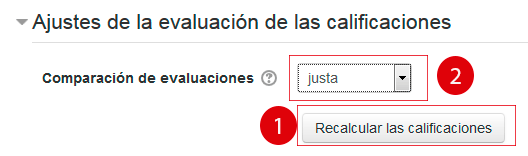 Ajustes de la evaluación de las calificaciones
Comparación de evaluaciones ? justa 2
1 Recalcular las calificaciones